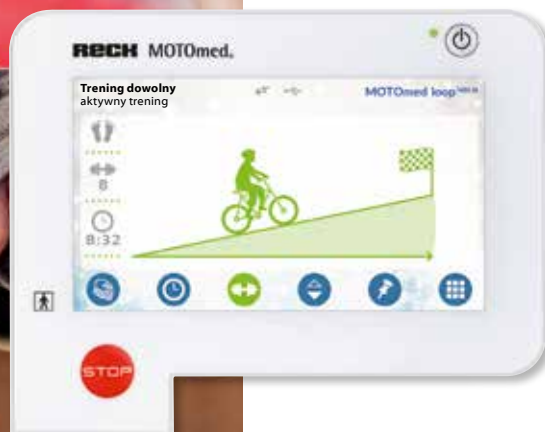 RECK MOTOmed.
Trening dowolny
aktywny trening
MOTOmed loop
8
8:32
STOP